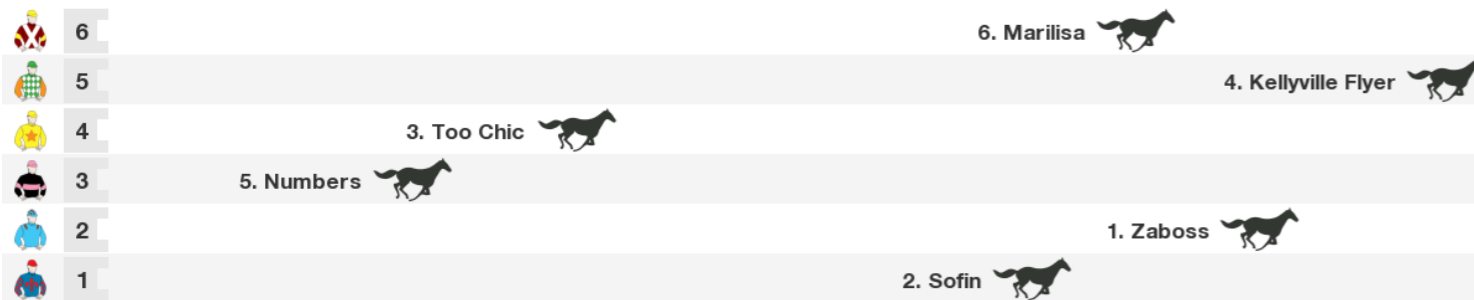 6 6. Marilisa
5 4. Kellyville Flyer
4 3. Too Chic
3 5. Numbers
2 1. Zaboss
1 2. Sofin